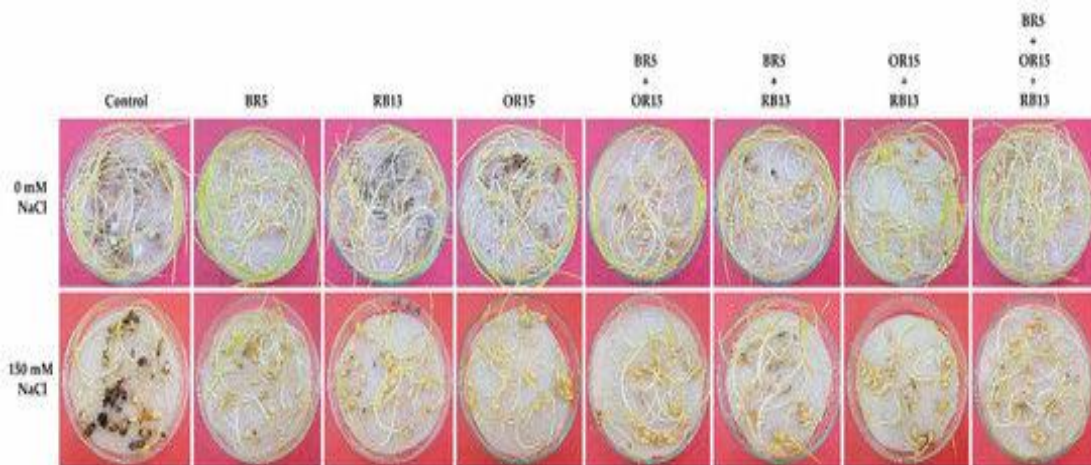 Control
BR5
RB13
OR15
BR5
+
OR15
BR5
+
RB13
OR15
+
RB13
BR5
+
OR15
+
RB13
0 mM
NaCl
150 mM
NaCl